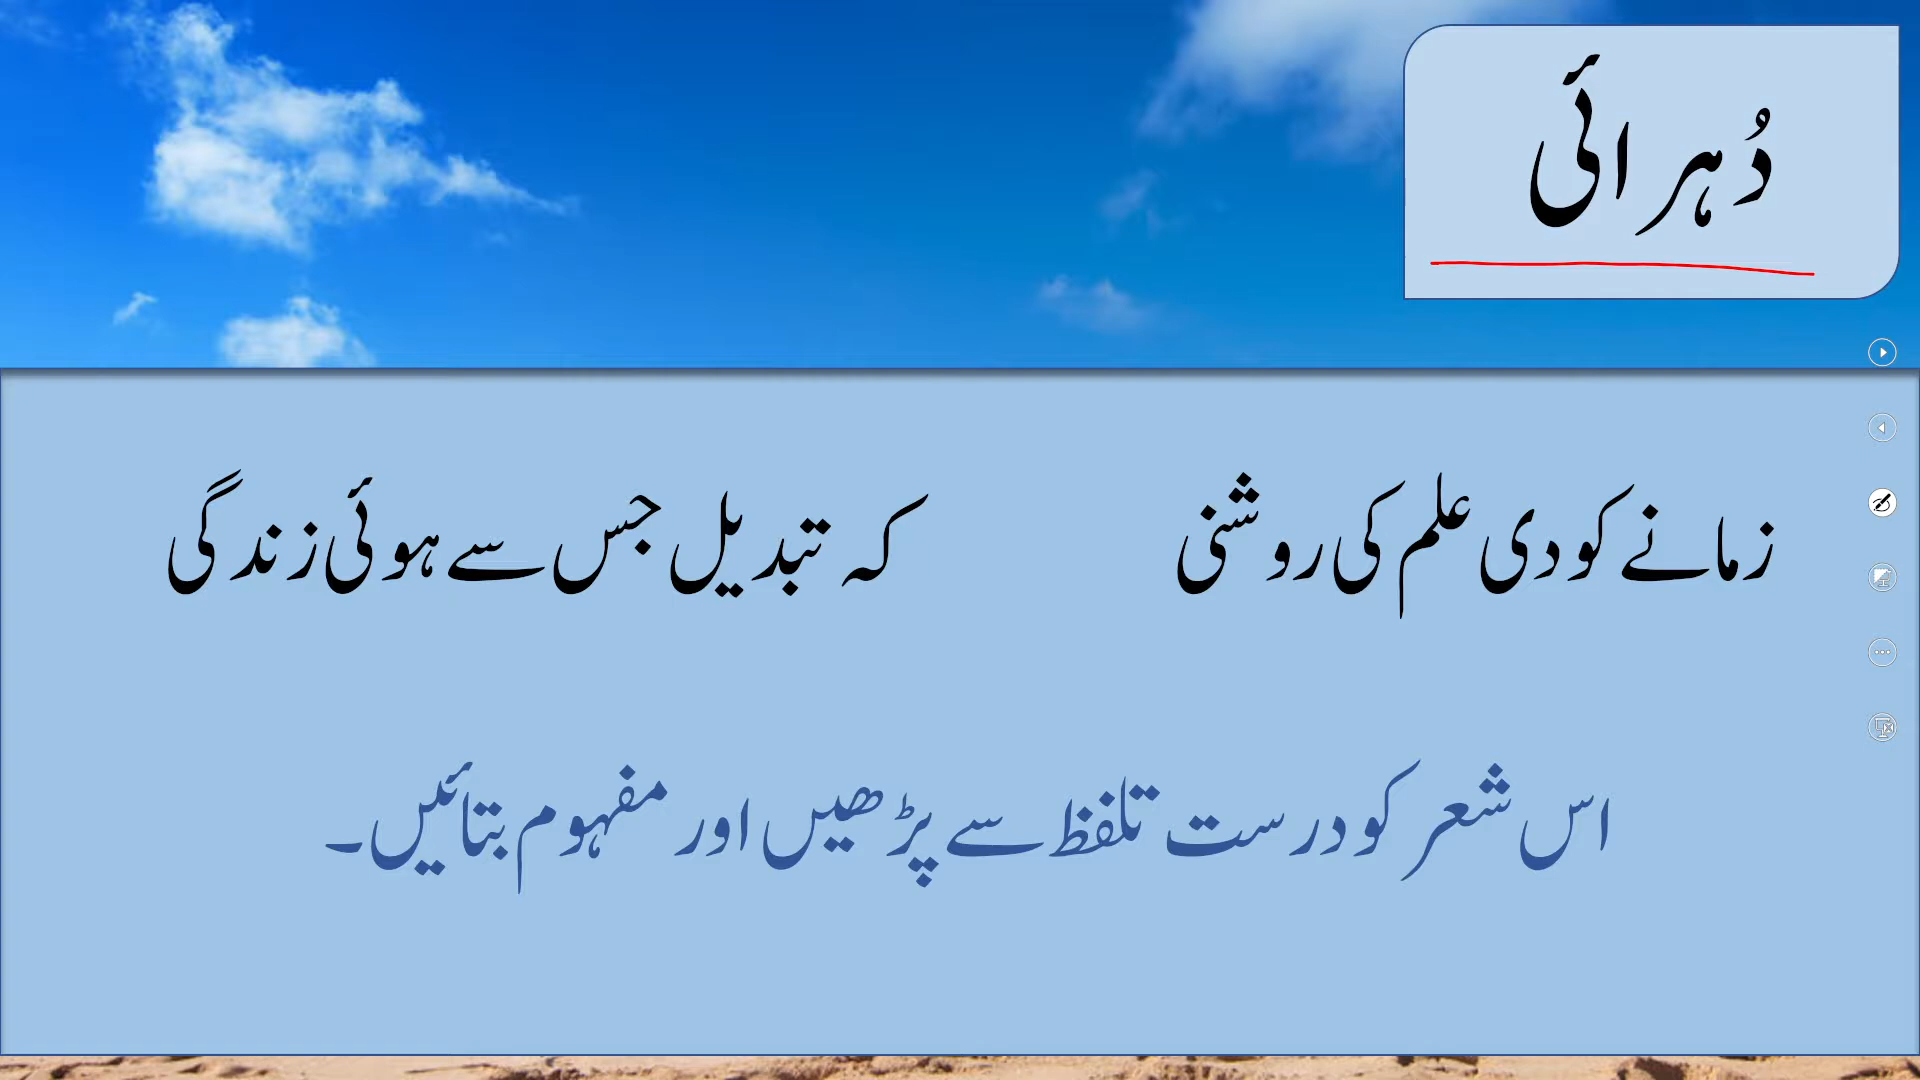 دُہرائی
زمانے کو دی علم کی روشنی کہ تبدیل جس سے ہوئی زندگی
اس شعر کو درست تلفظ سے پڑھیں اور مفہوم بتائیں۔